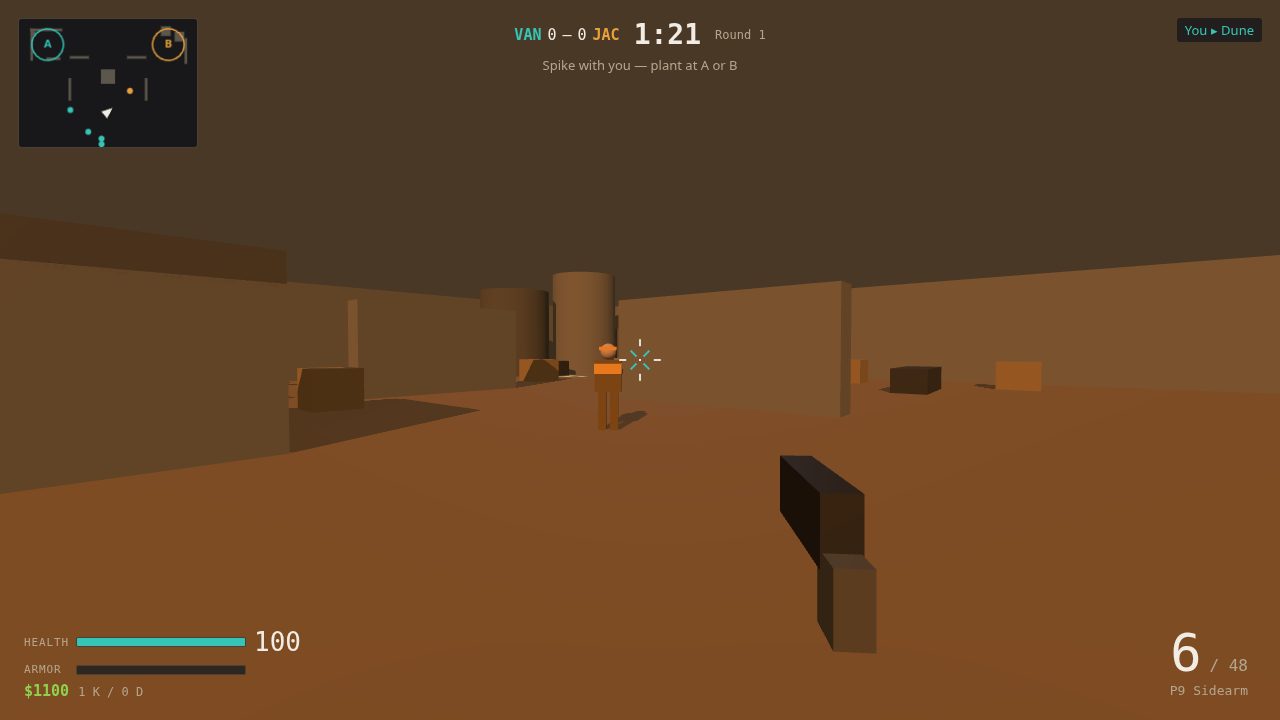 A
B
VAN 0 — 0 JAC 1:21 Round 1
Spike with you — plant at A or B
You ▸ Dune
HEALTH 100
ARMOR
$1100 1 K / 0 D
6 / 48
P9 Sidearm